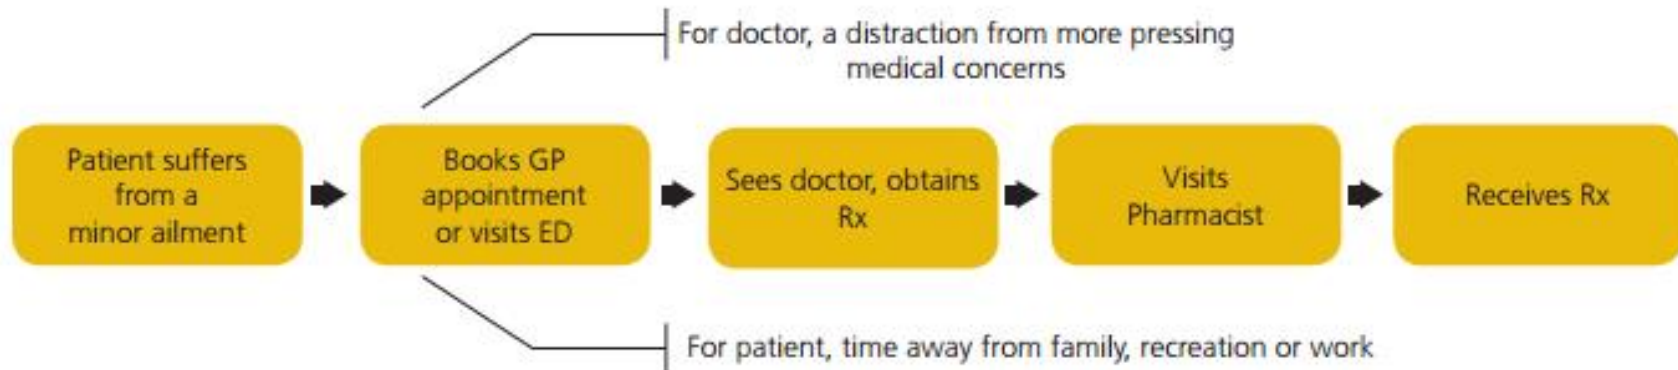 For doctor, a distraction from more pressing
medical concerns
Patient suffers
from a
minor ailment
Books GP
appointment
or visits ED
Sees doctor, obtains
Rx
Visits
Pharmacist
Receives Rx
For patient, time away from family, recreation or work